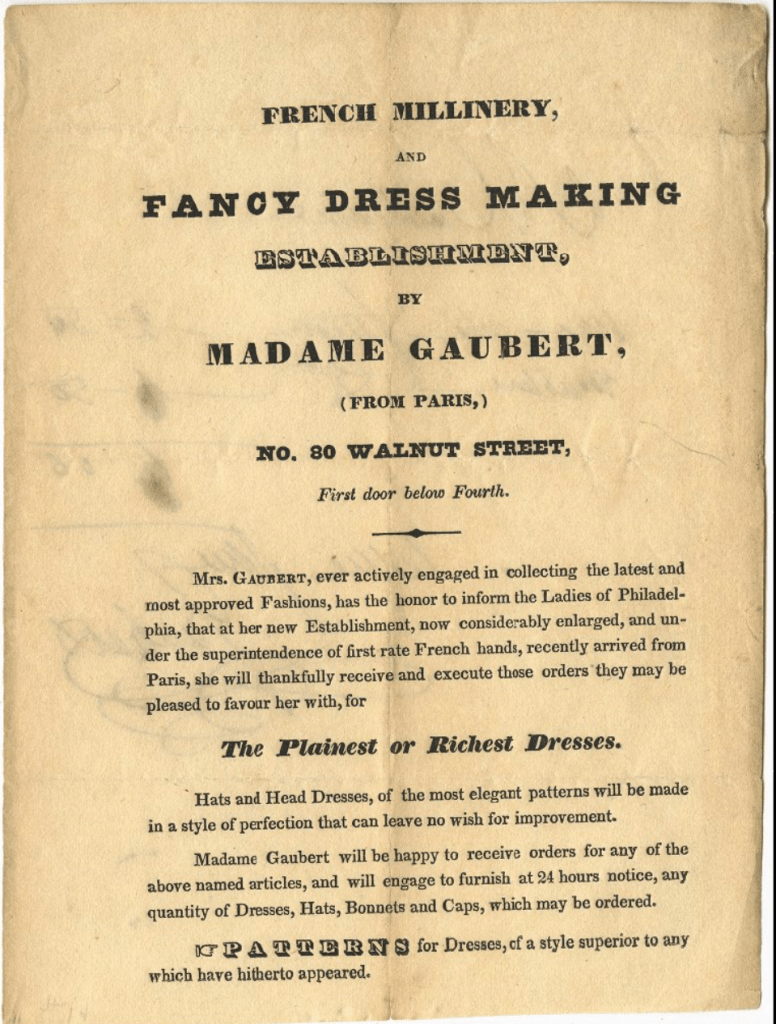 FRENCH MILLINERY,
AND
FANCY DRESS MAKING
ESTABLISHMENT,
BY
MADAME GAUBERT,
(FROM PARIS,)
NO. 80 WALNUT STREET,
First door below Fourth.
Mrs. GAUBERT, ever actively engaged in collecting the latest and
most approved Fashions, has the honor to inform the Ladies of Philadel-
phia, that at her new Establishment, now considerably enlarged, and un-
der the superintendence of first rate French hands, recently arrived from
Paris, she will thankfully receive and execute those orders they may be
pleased to favour her with, for
The Plainest or Richest Dresses.
Hats and Head Dresses, of the most elegant patterns will be made
in a style of perfection that can leave no wish for improvement.
Madame Gaubert will be happy to receive orders for any of the
above named articles, and will engage to furnish at 24 hours notice, any
quantity of Dresses, Hats, Bonnets and Caps, which may be ordered.
☞PATTERNS for Dresses, of a style superior to any
which have hitherto appeared.